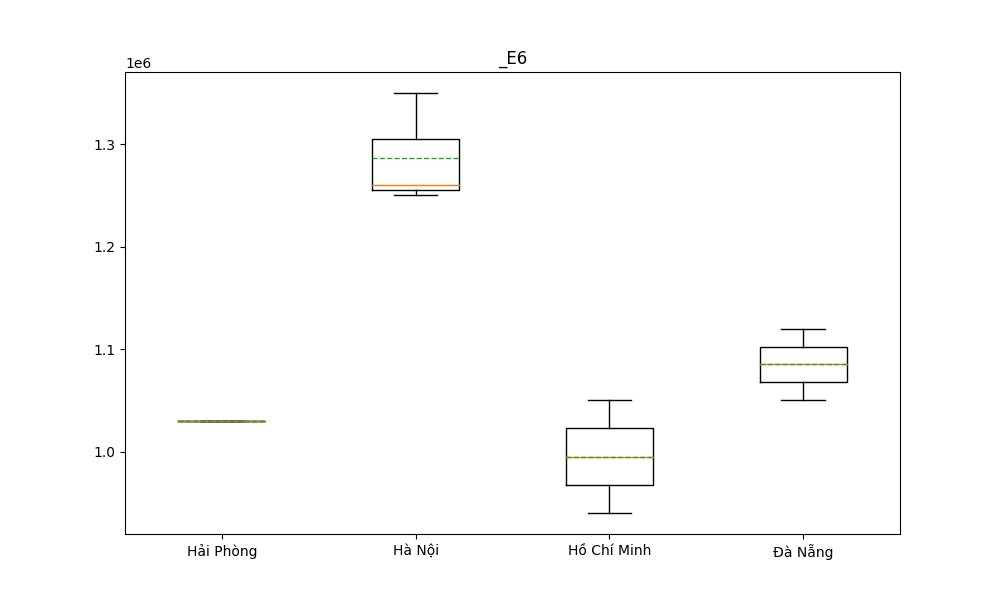 _E6
1e6
1.3
1.2
1.1
1.0
Hải Phòng
Hà Nội
Hồ Chí Minh
Đà Nẵng